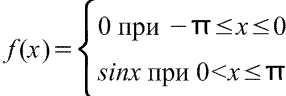 f(x)= { 0 при −π≤x≤0
sinx при 0<x≤π